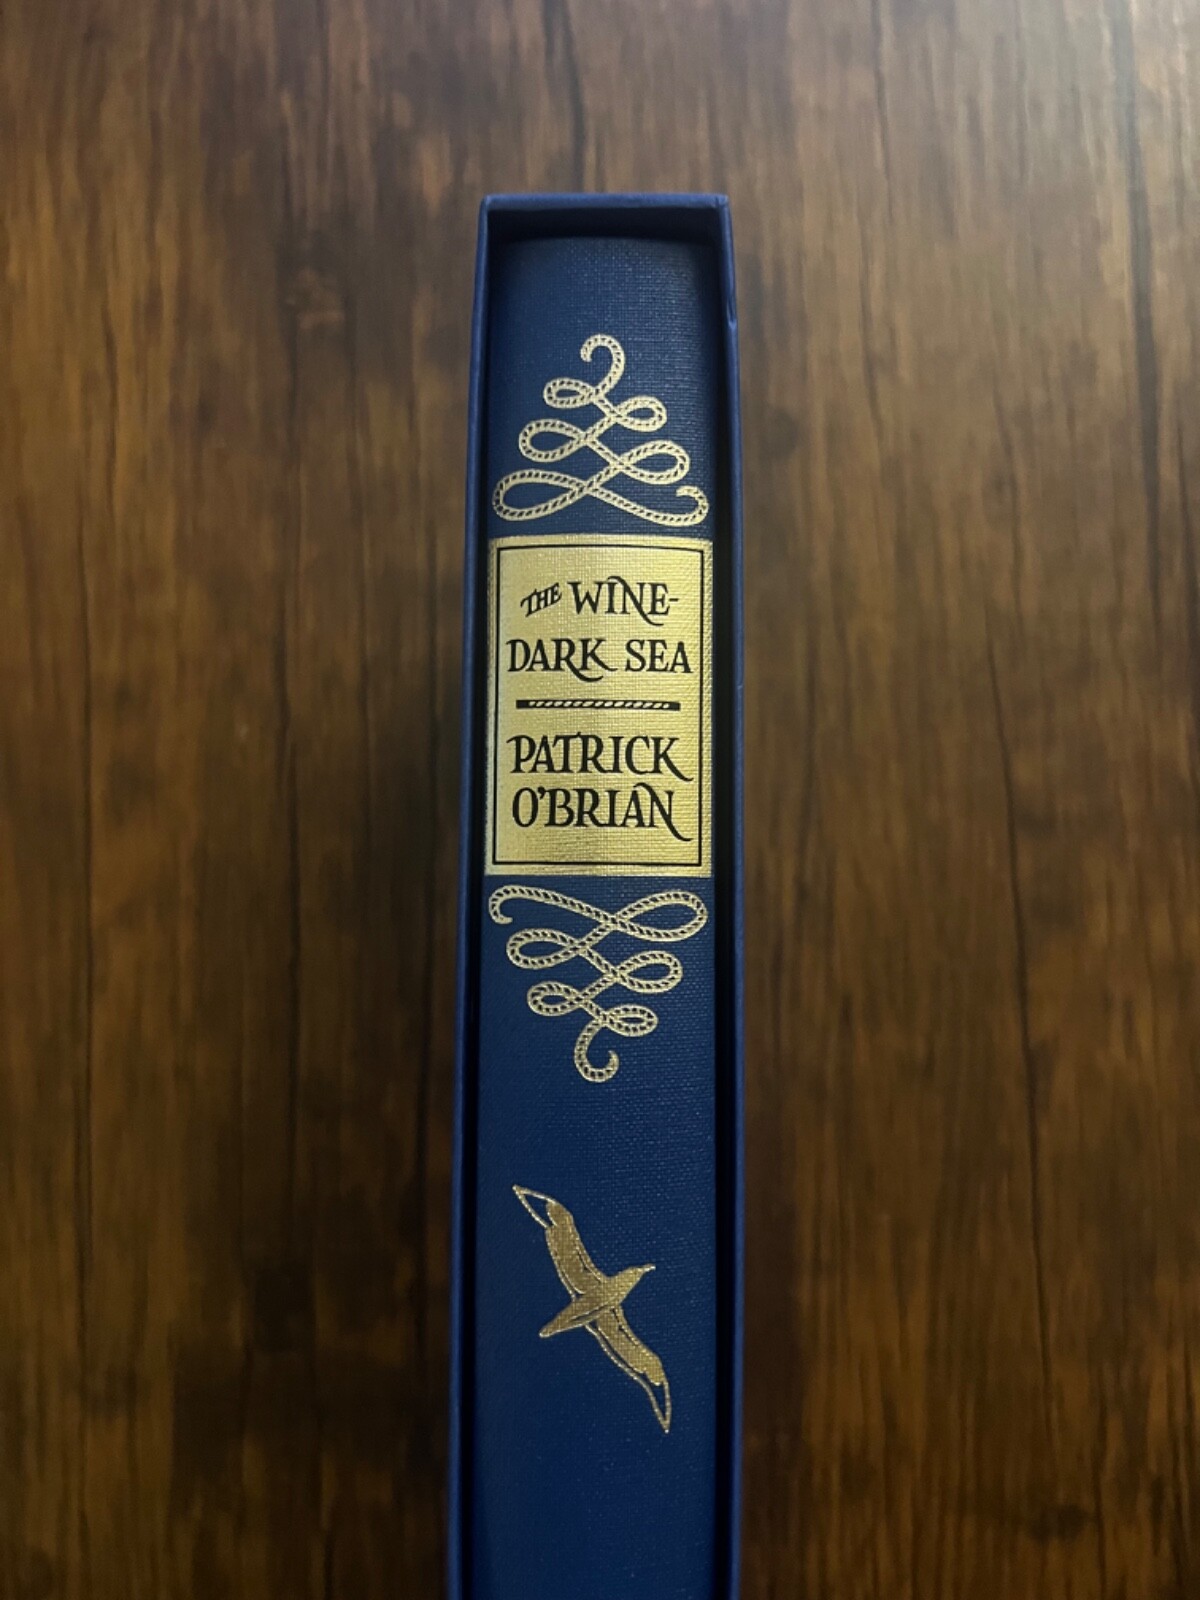 THE WINE-
DARK SEA
PATRICK
O'BRIAN